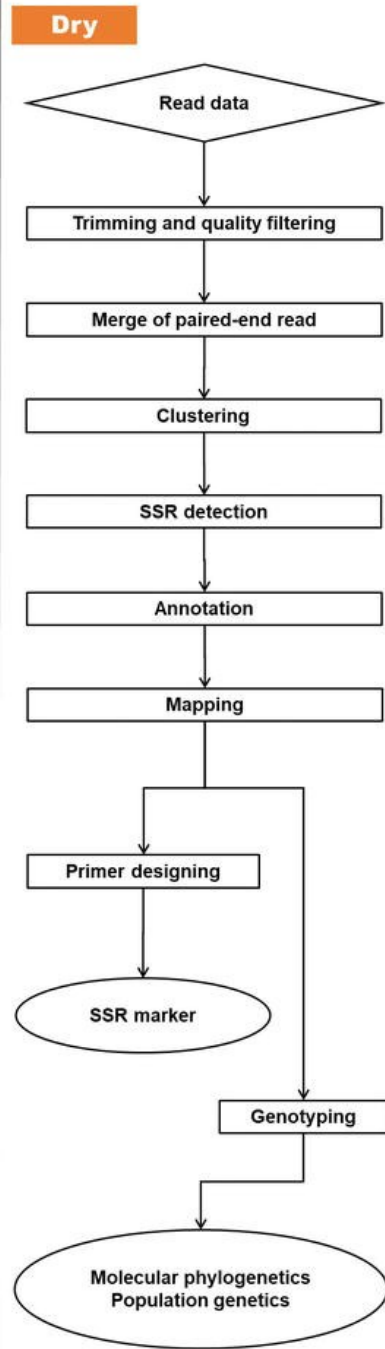 Dry
Read data
Trimming and quality filtering
Merge of paired-end read
Clustering
SSR detection
Annotation
Mapping
Primer designing
SSR marker
Genotyping
Molecular phylogenetics
Population genetics